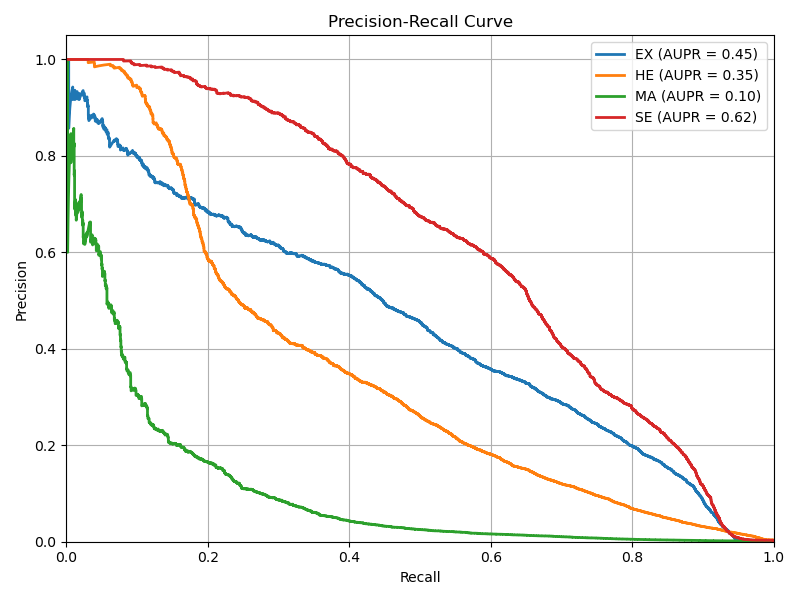 Precision-Recall Curve
EX (AUPR = 0.45)
HE (AUPR = 0.35)
MA (AUPR = 0.10)
SE (AUPR = 0.62)
Precision
1.0
0.8
0.6
0.4
0.2
0.0
0.0 0.2 0.4 0.6 0.8 1.0
Recall